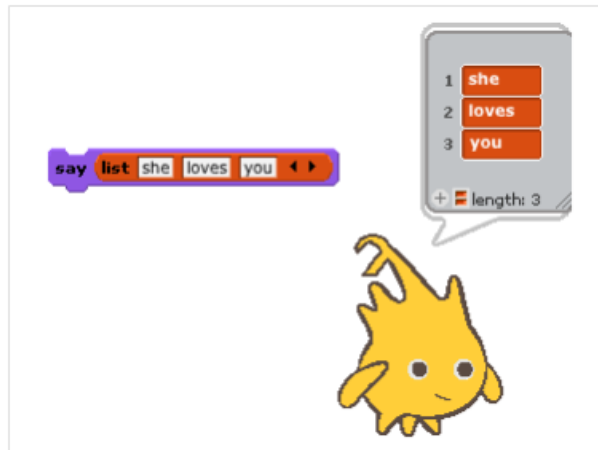 say list she loves you
1 she
2 loves
3 you
+ length: 3